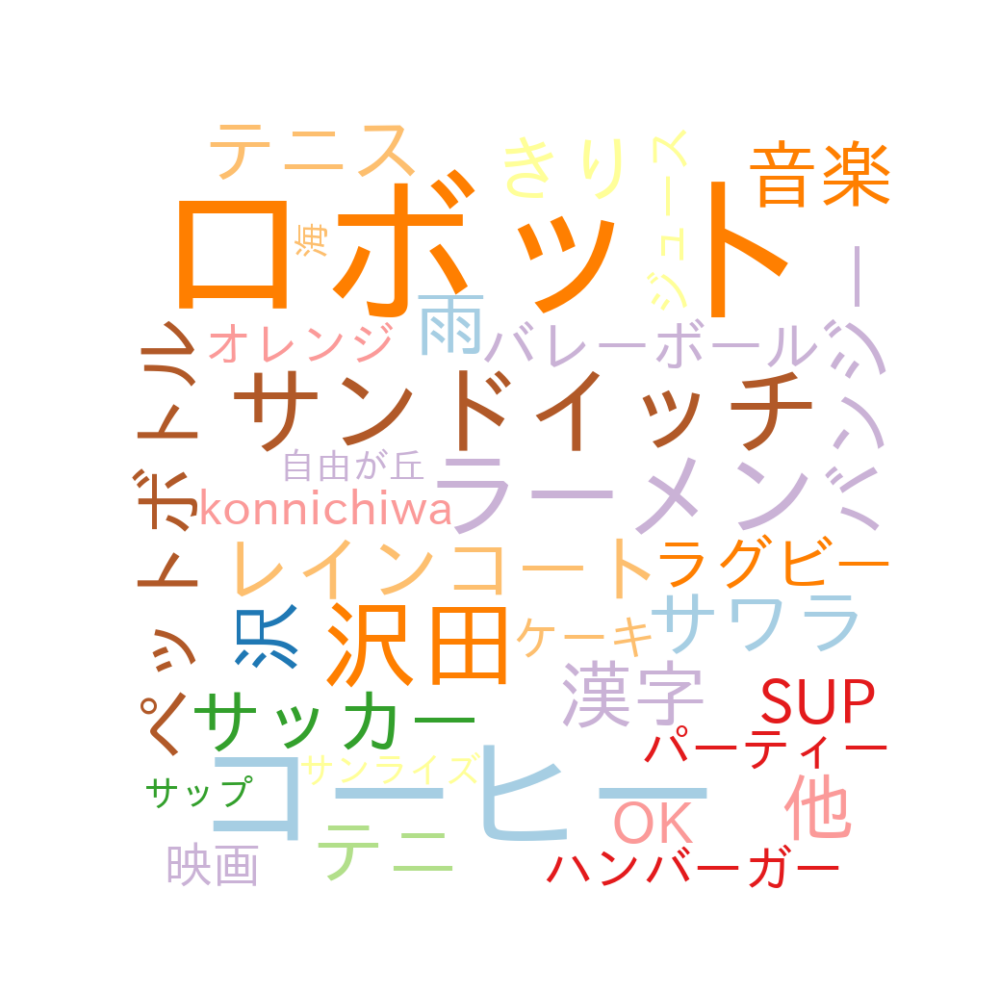 テニス
きり
ジュース
音楽
ロボット
海
雨
オレンジ
バレーボール
バンジー
ペットボトル
サンドイッチ
自由が丘
ラーメン
konnichiwa
レインコート
ラグビー
沢
沢田
ケーキ
サワラ
漢字
SUP
サッカー
パーティー
サンライズ
サップ
コーヒー
OK
他
映画
テニ
ハンバーガー